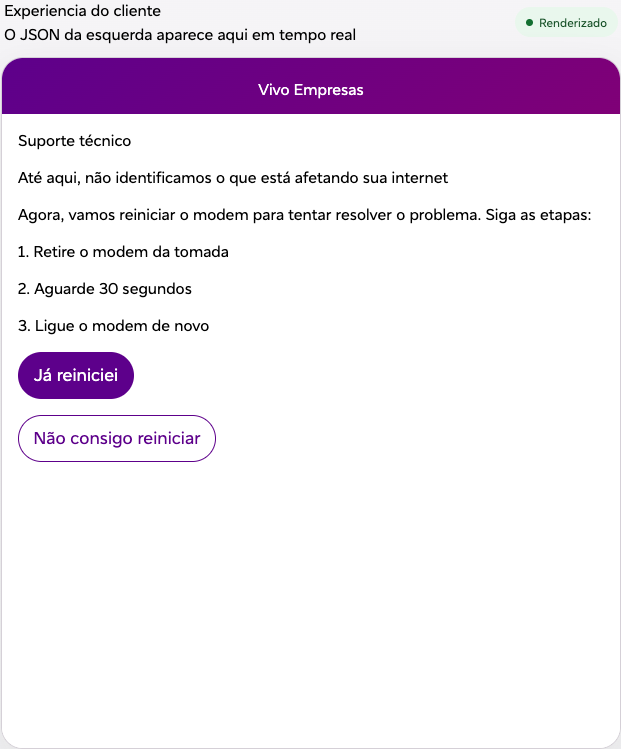 Experiencia do cliente
O JSON da esquerda aparece aqui em tempo real
Renderizado
Vivo Empresas
Suporte técnico
Até aqui, não identificamos o que está afetando sua internet
Agora, vamos reiniciar o modem para tentar resolver o problema. Siga as etapas:
1. Retire o modem da tomada
2. Aguarde 30 segundos
3. Ligue o modem de novo
Já reiniciei
Não consigo reiniciar